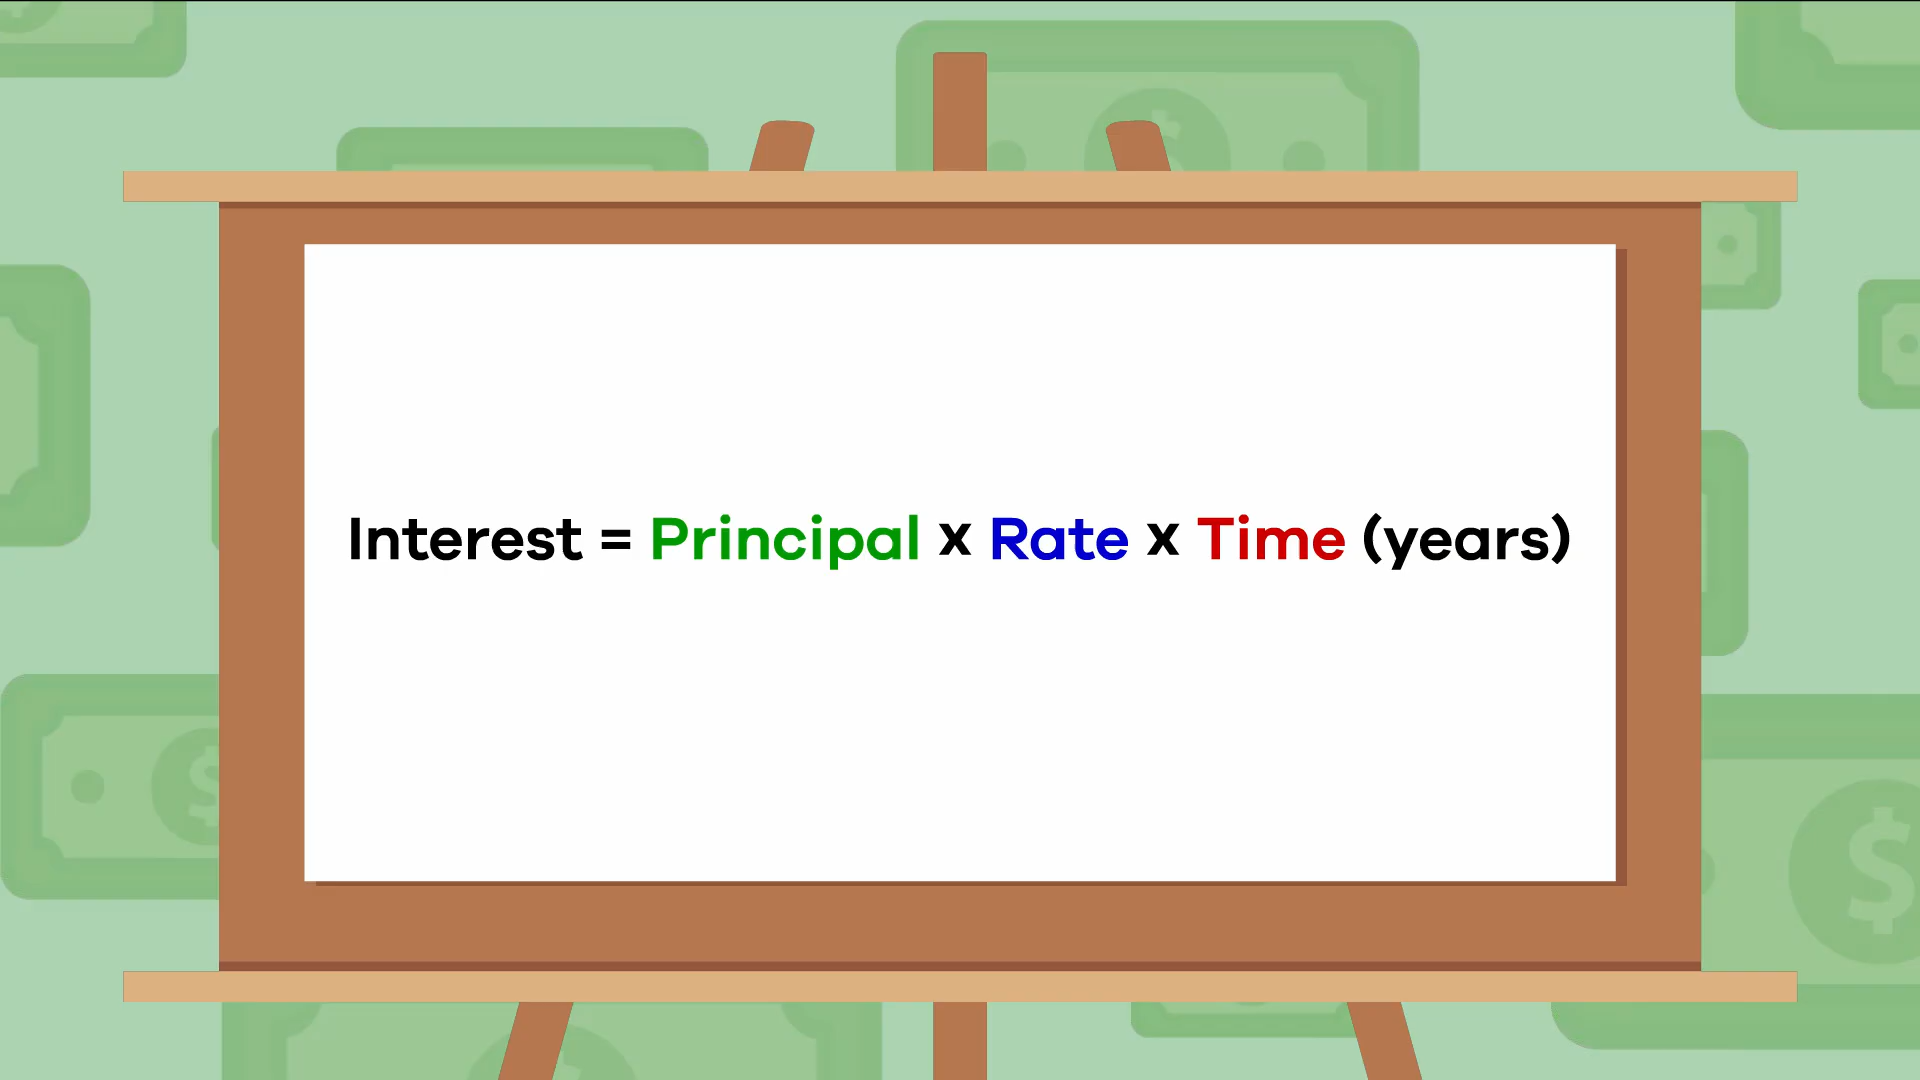 Interest = Principal x Rate x Time (years)